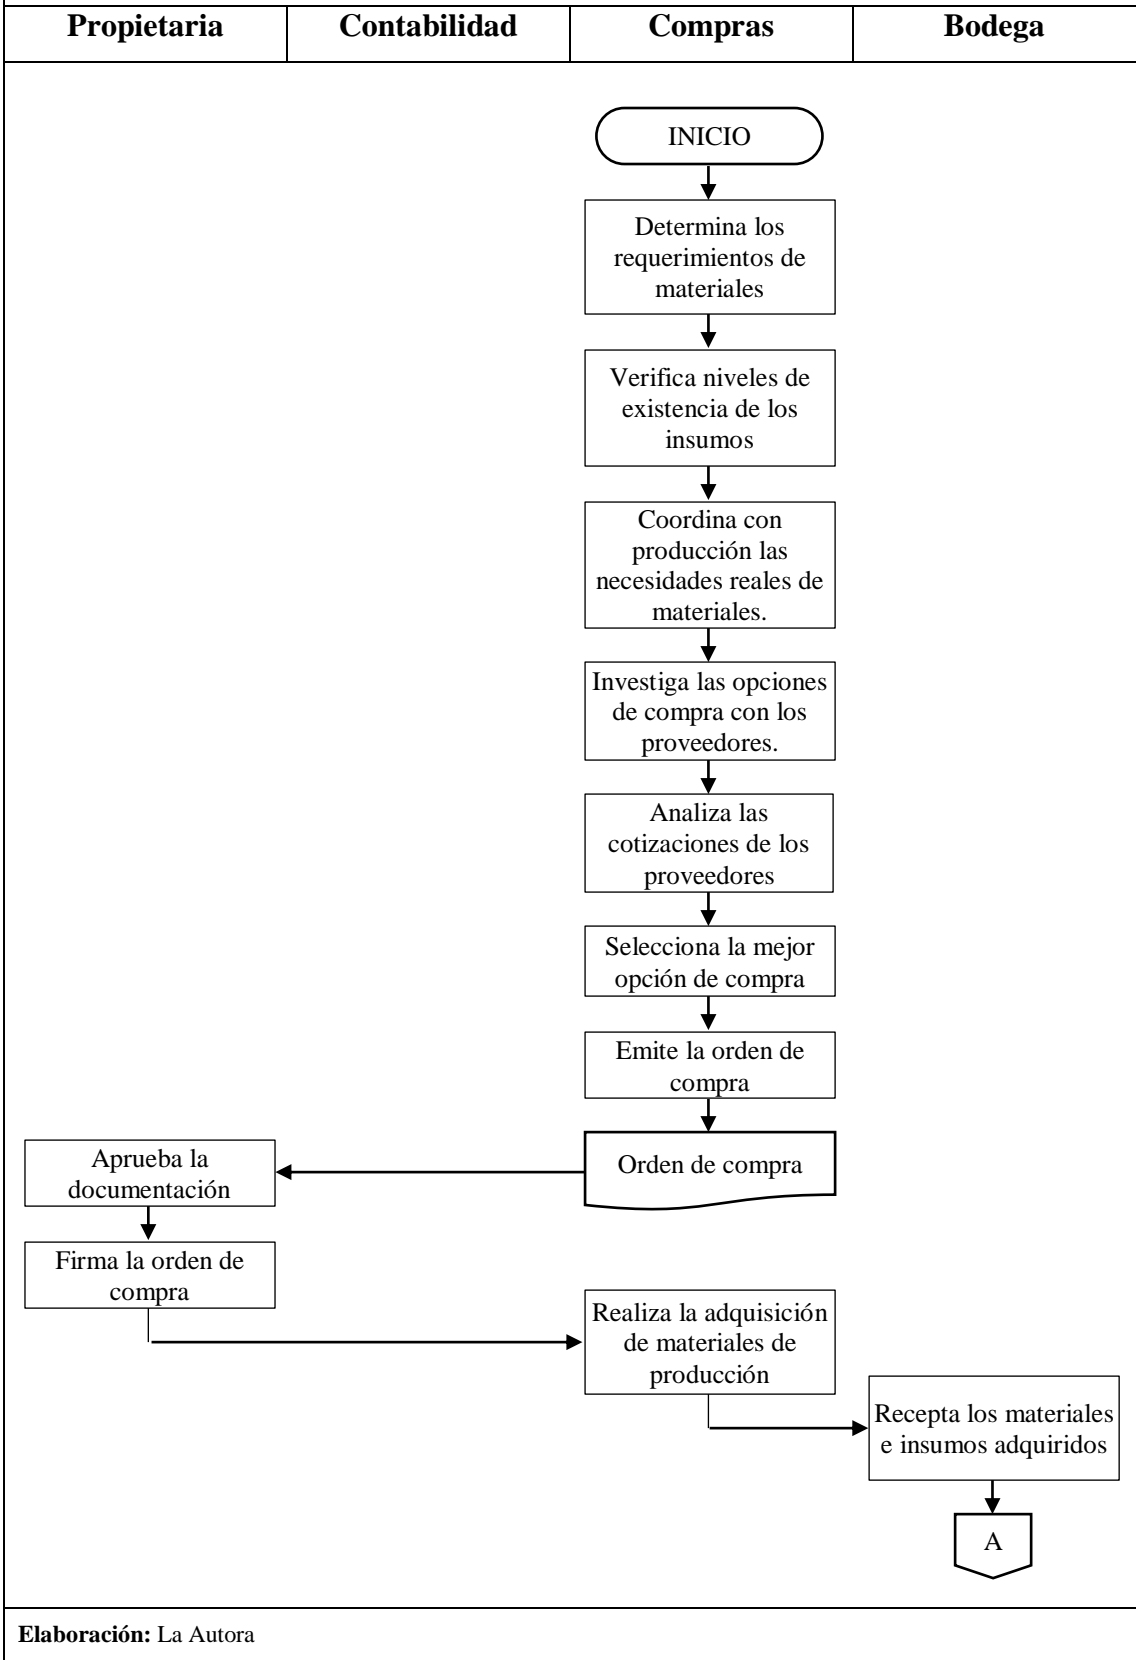 Propietaria
Contabilidad
Compras
Bodega
INICIO
Determina los
requerimientos de
materiales
Verifica niveles de
existencia de los
insumos
Coordina con
producción las
necesidades reales de
materiales.
Investiga las opciones
de compra con los
proveedores.
Analiza las
cotizaciones de los
proveedores
Selecciona la mejor
opción de compra
Emite la orden de
compra
Orden de compra
Aprueba la
documentación
Firma la orden de
compra
Realiza la adquisición
de materiales de
producción
Recepta los materiales
e insumos adquiridos
A
Elaboración: La Autora